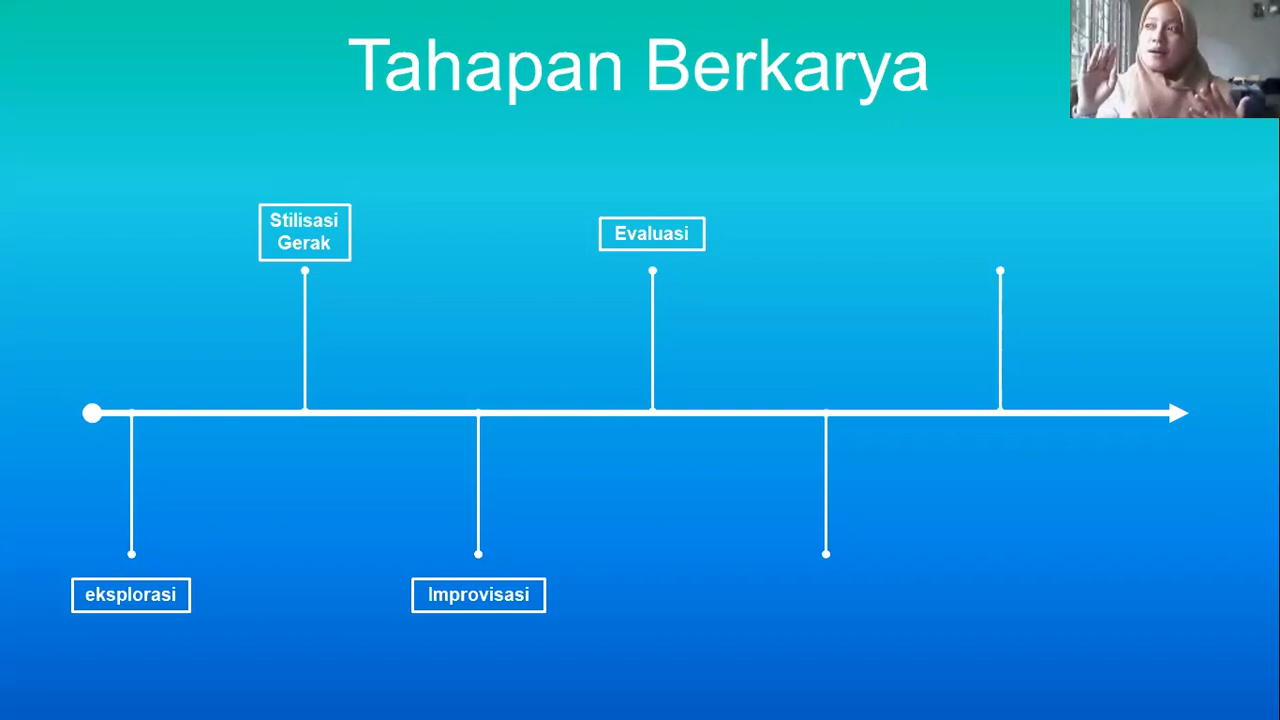 Tahapan Berkarya
Stilisasi
Gerak
Evaluasi
eksplorasi
Improvisasi